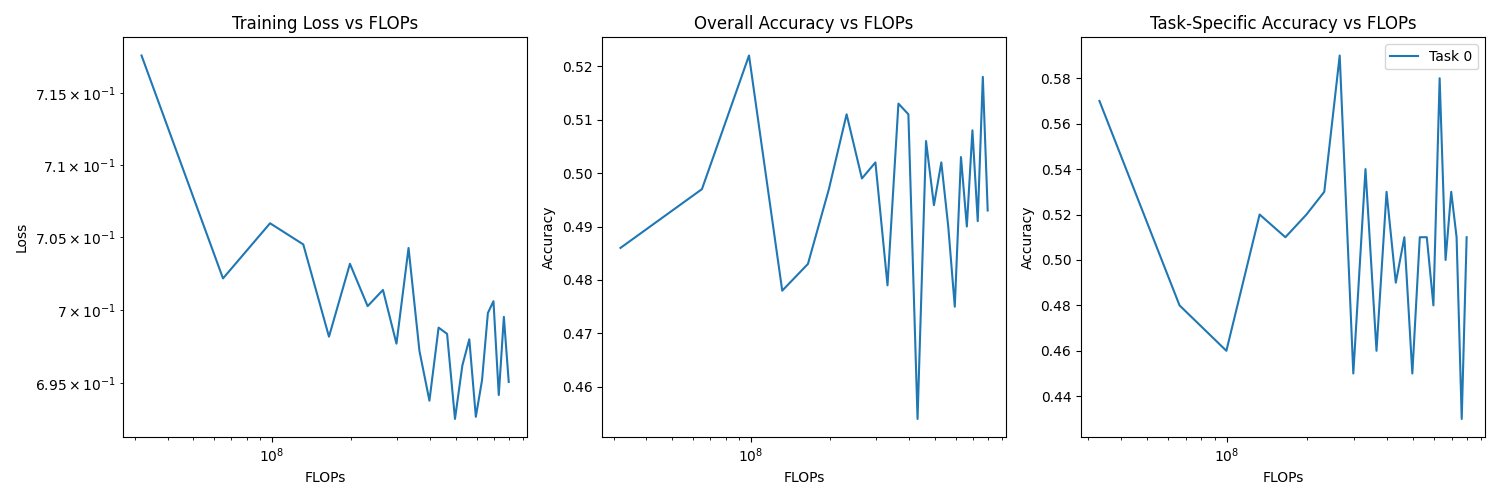 Training Loss vs FLOPs
7.15 × 10⁻¹
7.1 × 10⁻¹
7.05 × 10⁻¹
7 × 10⁻¹
6.95 × 10⁻¹
Loss
10⁸
FLOPs
Overall Accuracy vs FLOPs
0.52
0.51
0.50
0.49
0.48
0.47
0.46
Accuracy
10⁸
FLOPs
Task-Specific Accuracy vs FLOPs
Task 0
0.58
0.56
0.54
0.52
0.50
0.48
0.46
0.44
Accuracy
10⁸
FLOPs